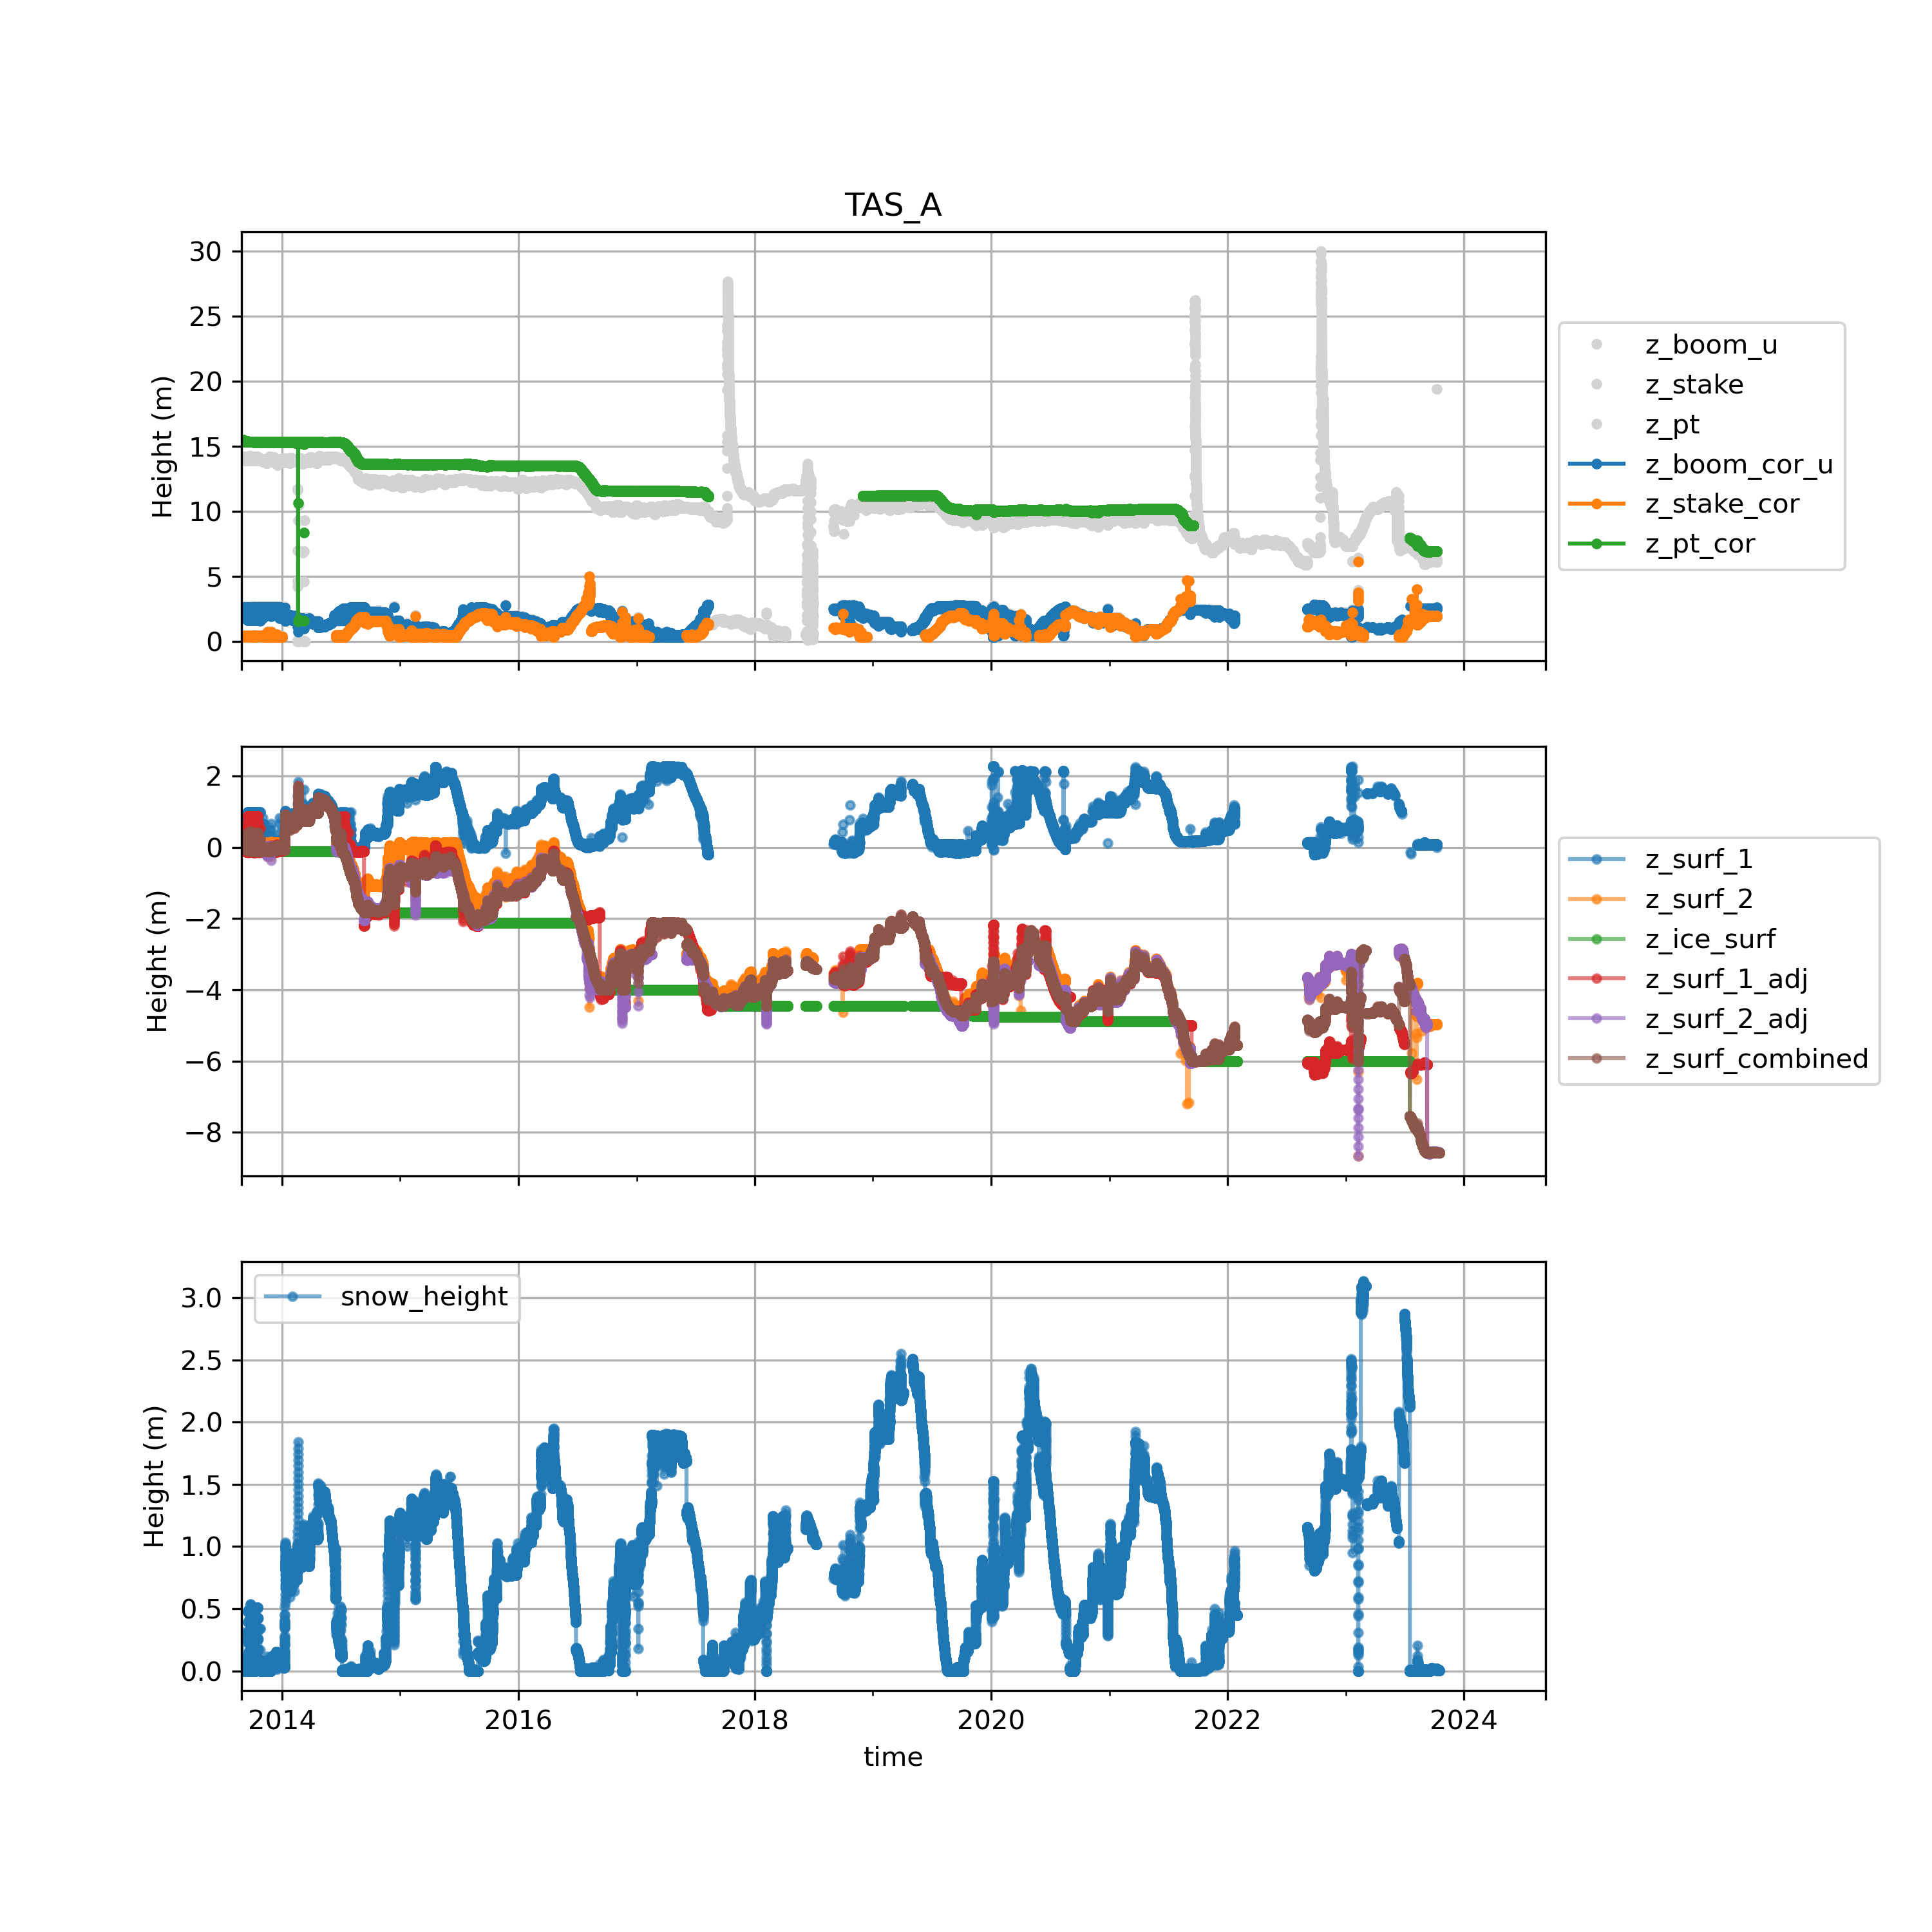 TAS_A
30
25
20
15
10
5
0
Height (m)
z_boom_u
z_stake
z_pt
z_boom_cor_u
z_stake_cor
z_pt_cor
2
0
−2
−4
−6
−8
Height (m)
z_surf_1
z_surf_2
z_ice_surf
z_surf_1_adj
z_surf_2_adj
z_surf_combined
snow_height
3.0
2.5
2.0
1.5
1.0
0.5
0.0
Height (m)
2014 2016 2018 2020 2022 2024
time